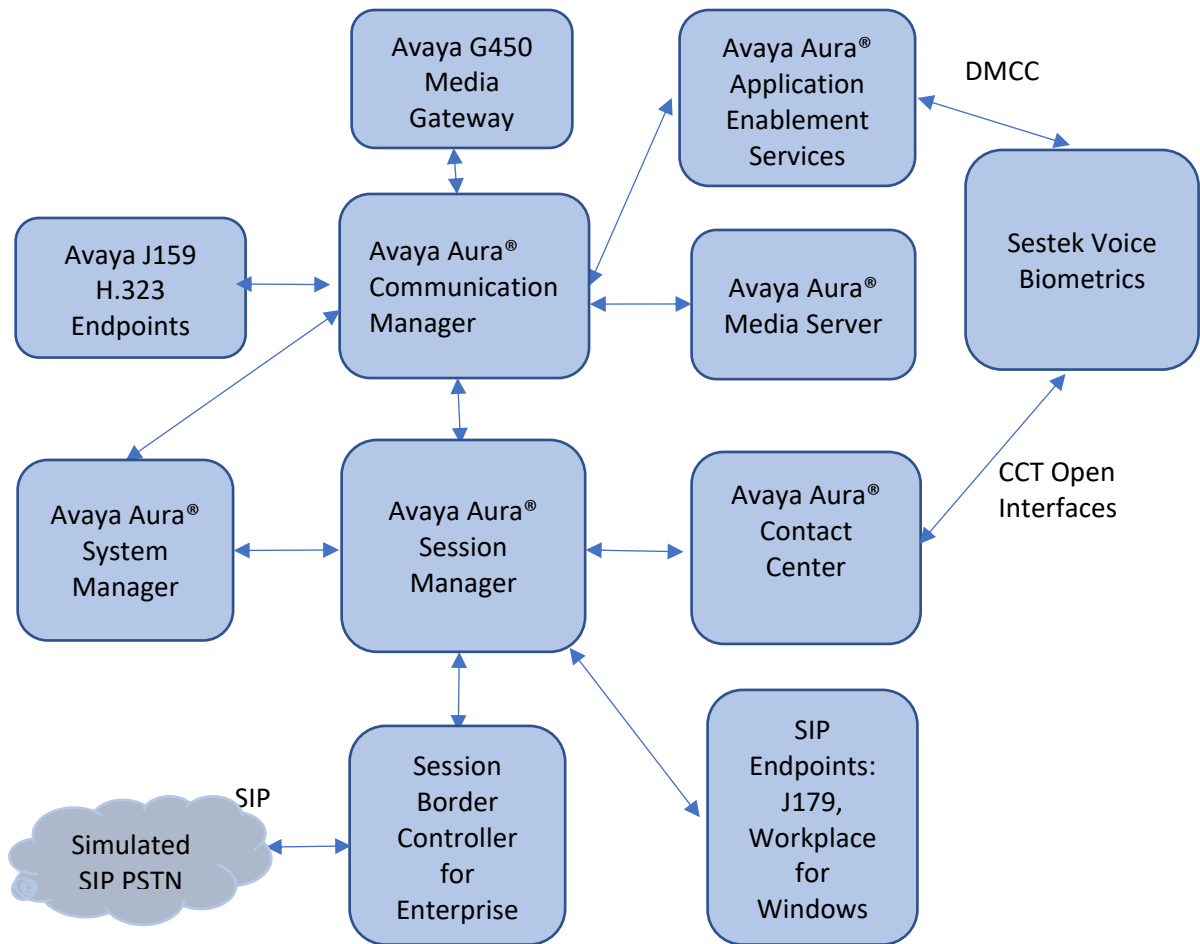 Avaya G450
Media
Gateway
Avaya Aura®
Application
Enablement
Services
DMCC
Avaya J159
H.323
Endpoints
Avaya Aura®
Communication
Manager
Avaya Aura®
Media Server
Sestek Voice
Biometrics
Avaya Aura®
System
Manager
Avaya Aura®
Session
Manager
Avaya Aura®
Contact
Center
CCT Open
Interfaces
SIP
Simulated
SIP PSTN
Session
Border
Controller
for
Enterprise
SIP
Endpoints:
J179,
Workplace
for
Windows